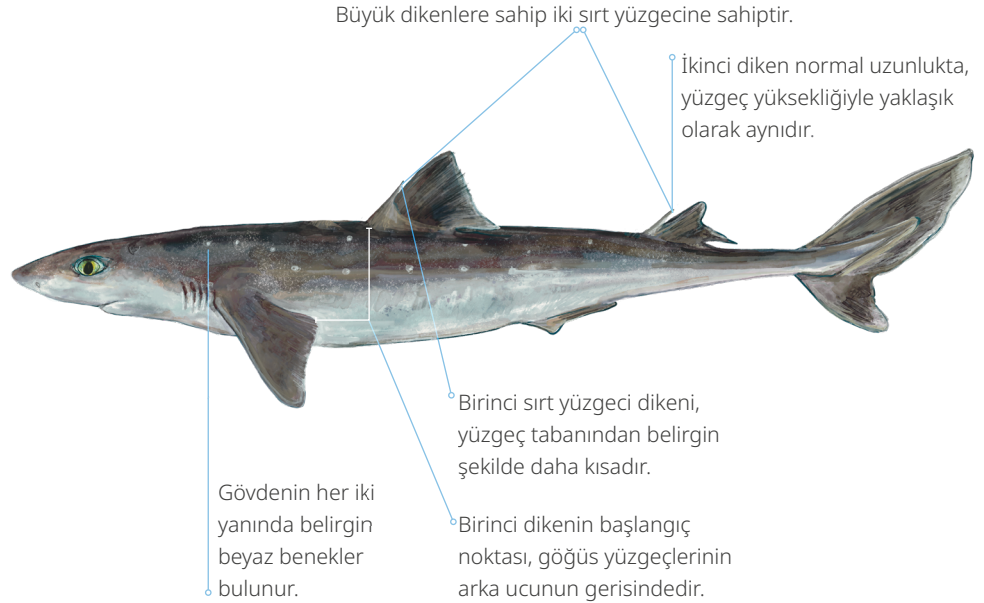 Büyük dikenlere sahip iki sırt yüzgecine sahiptir.
İkinci diken normal uzunlukta,
yüzgeç yüksekliğiyle yaklaşık
olarak aynıdır.
Birinci sırt yüzgeci dikeni,
yüzgeç tabanından belirgin
şekilde daha kısadır.
Gövdenin her iki
yanında belirgin
beyaz benekler
bulunur.
Birinci dikenin başlangıç
noktası, göğüs yüzgeçlerinin
arka ucunun gerisindedir.